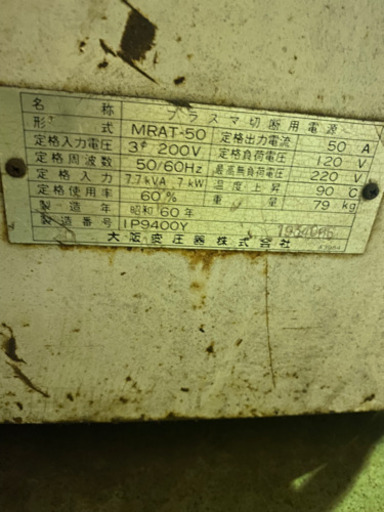 名 称 プラスマ切断用電源
形 式 MRAT-50 定格出力電流 50 A
定格入力電圧 3φ 200V 定格負荷電圧 120 V
定格周波数 50/60Hz 最高無負荷電圧 220 V
定格入力 7.7kVA 7kW 温度上昇 90 ℃
定格使用率 60% 重量 79 kg
製造年 昭和60年
製造番号 1P9400Y
大阪変圧器株式会社